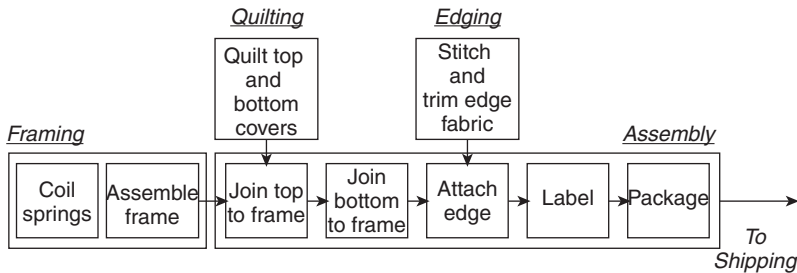 Quilting
Edging
Quilt top
and
bottom
covers
Stitch
and
trim edge
fabric
Framing
Assembly
Coil
springs
Assemble
frame
Join top
to frame
Join
bottom
to frame
Attach
edge
Label
Package
To
Shipping